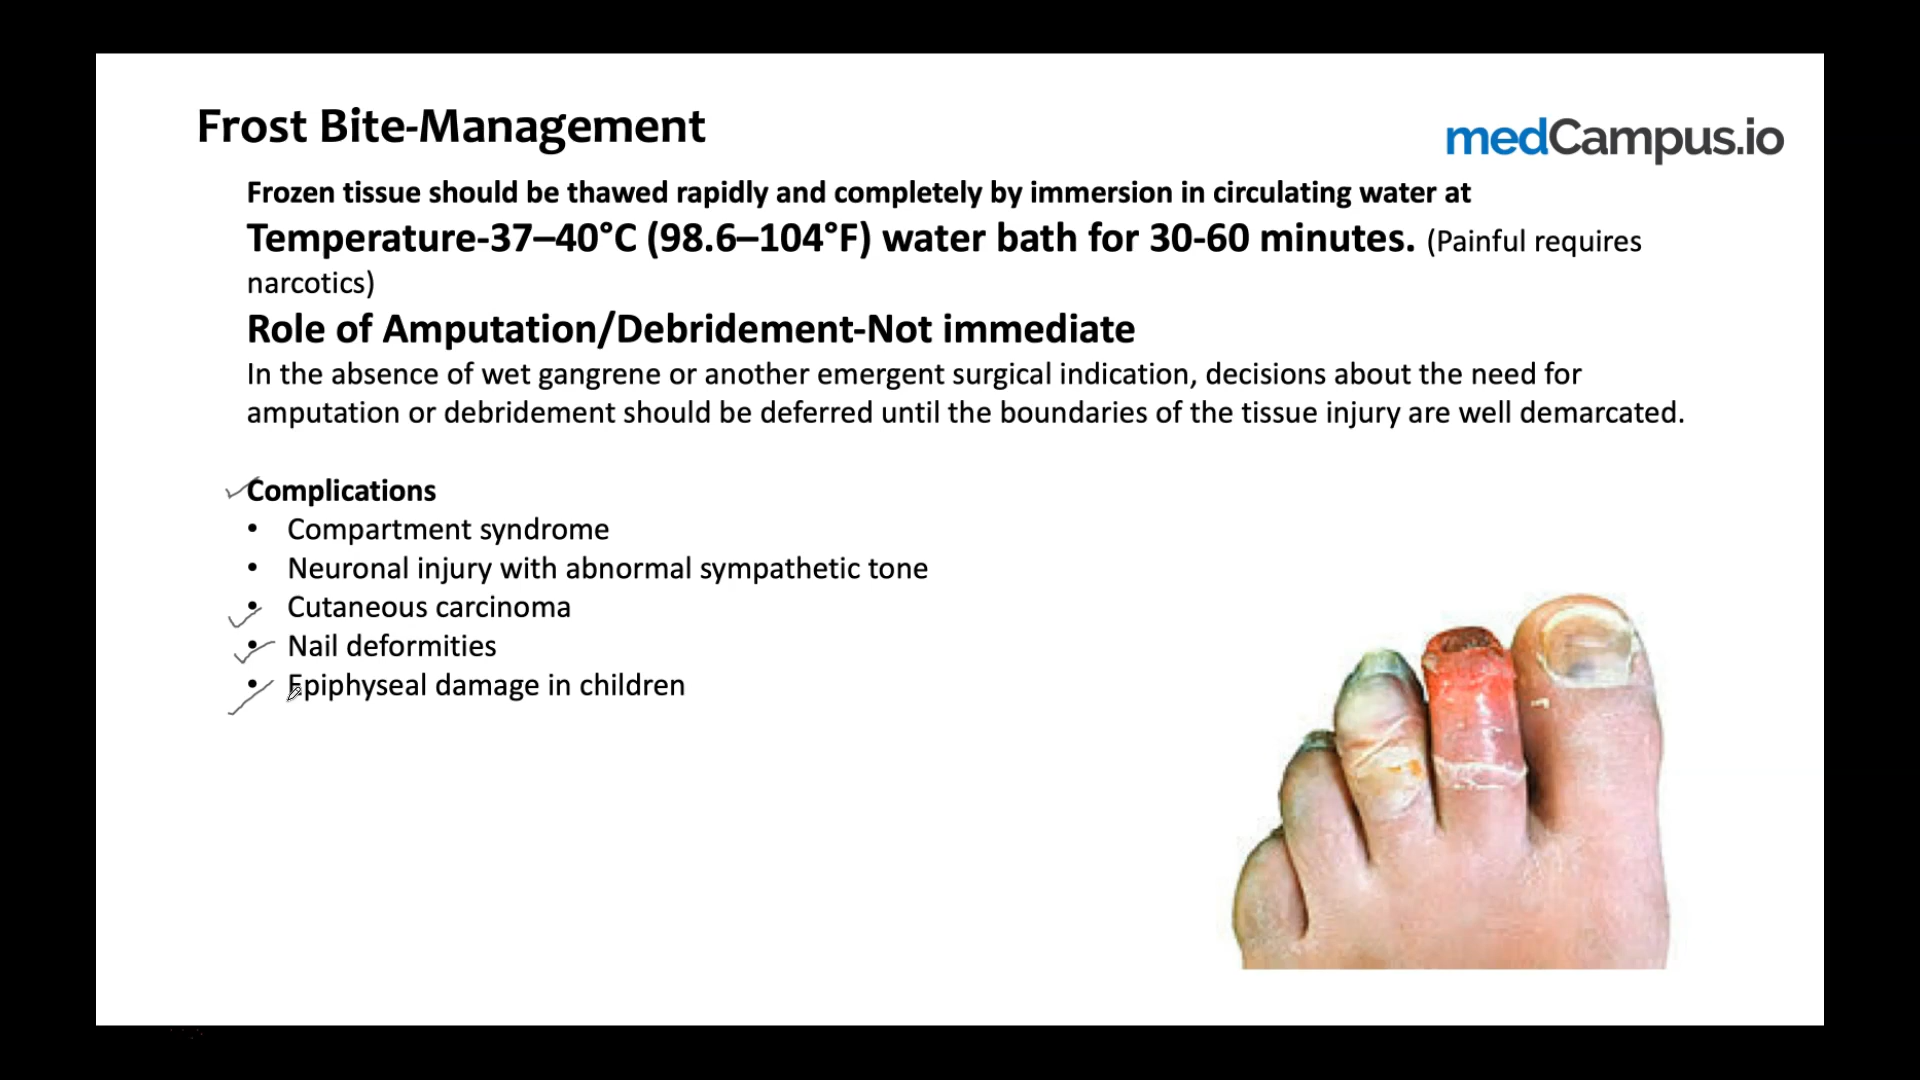 Frost Bite-Management
medCampus.io
Frozen tissue should be thawed rapidly and completely by immersion in circulating water at
Temperature-37–40°C (98.6–104°F) water bath for 30-60 minutes. (Painful requires
narcotics)
Role of Amputation/Debridement-Not immediate
In the absence of wet gangrene or another emergent surgical indication, decisions about the need for
amputation or debridement should be deferred until the boundaries of the tissue injury are well demarcated.
Complications
• Compartment syndrome
• Neuronal injury with abnormal sympathetic tone
• Cutaneous carcinoma
• Nail deformities
• Epiphyseal damage in children